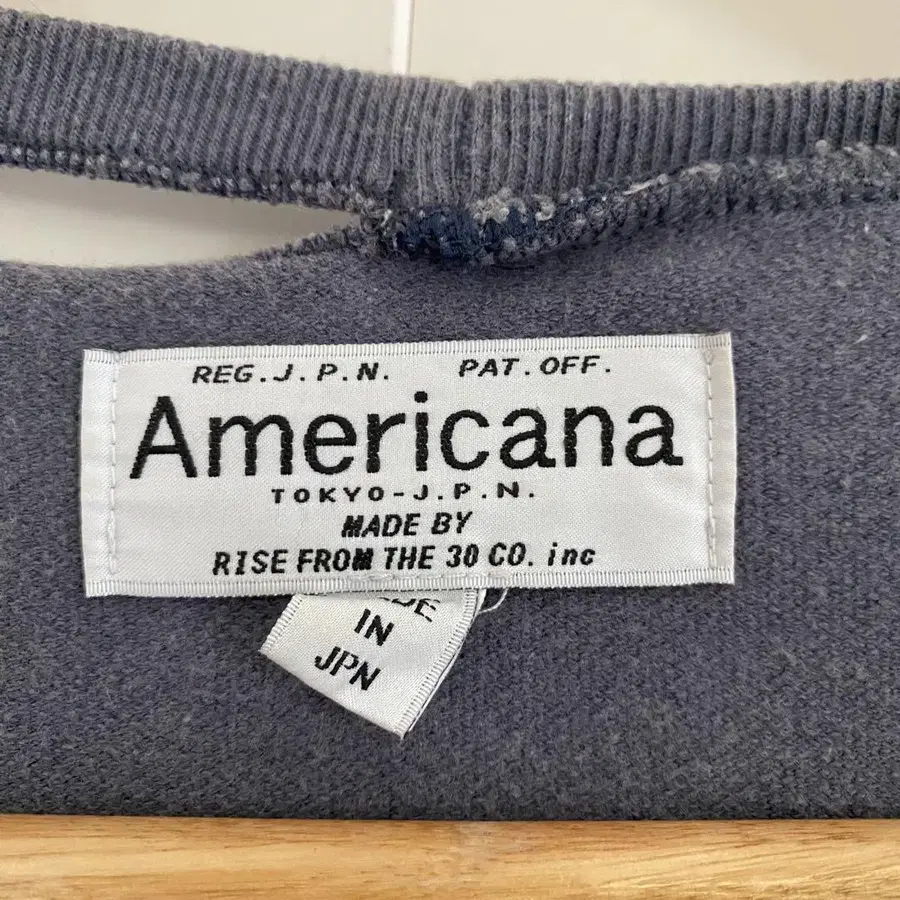 REG.J.P.N. PAT.OFF.
Americana
TOKYO-J.P.N.
MADE BY
RISE FROM THE 30 CO. inc
IN
JPN